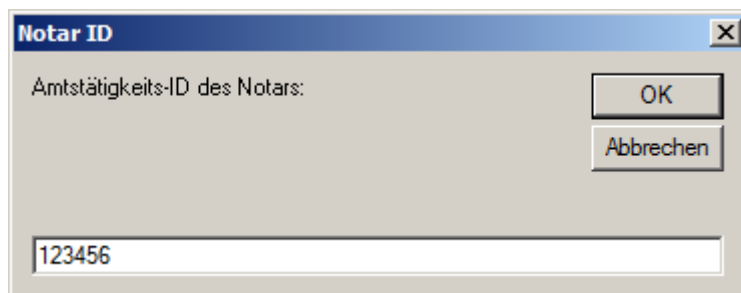 Notar ID
Amtstätigkeits-ID des Notars:
OK
Abbrechen
123456